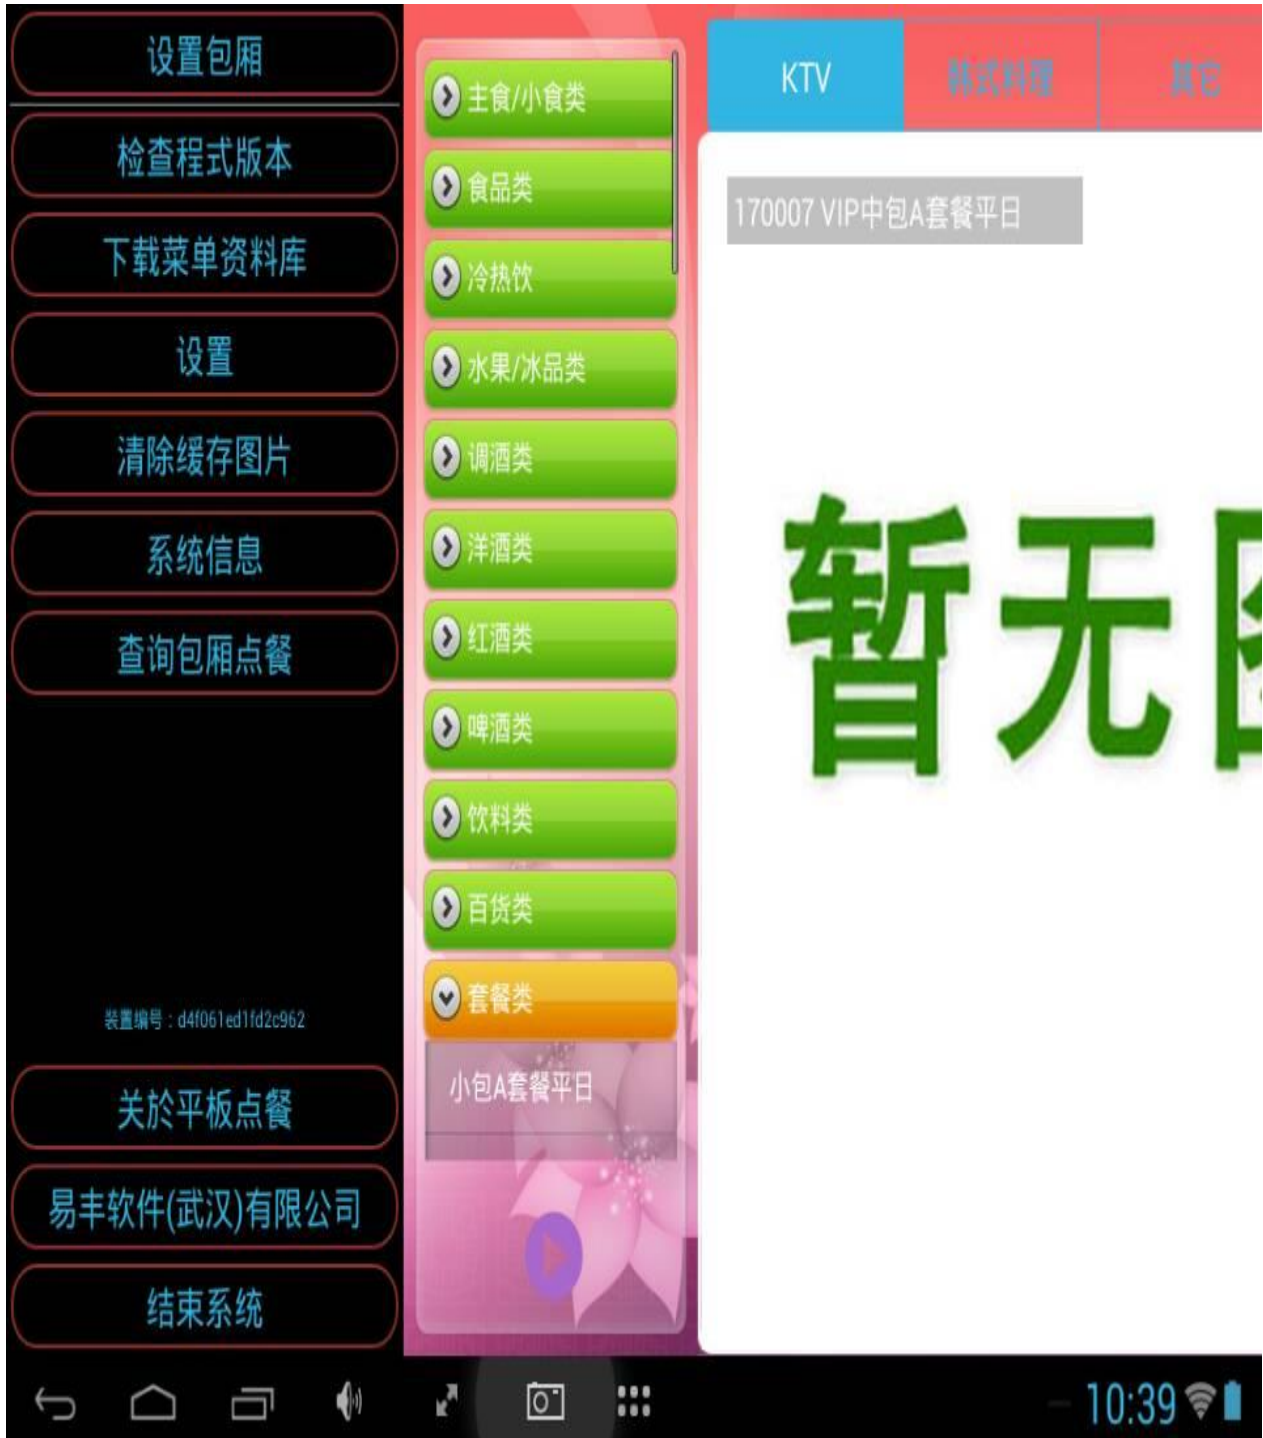 设置包厢
检查程式版本
下载菜单资料库
设置
清除缓存图片
系统信息
查询包厢点餐
装置编号：d4f061ed1fd2c962
关於平板点餐
易丰软件(武汉)有限公司
结束系统
主食/小食类
食品类
冷热饮
水果/冰品类
调酒类
洋酒类
红酒类
啤酒类
饮料类
百货类
套餐类
小包A套餐平日
KTV
韩式料理
其它
170007 VIP中包A套餐平日
暂无
10:39